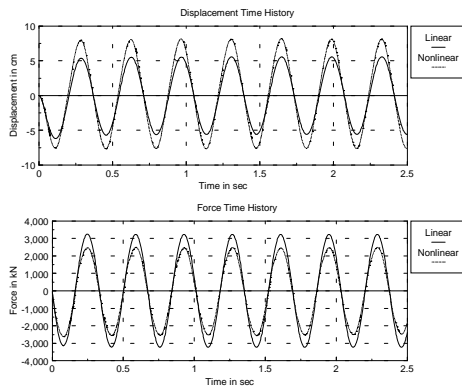 Displacement Time History
Displacement in cm
10
5
0
-5
-10
0
0.5
1
1.5
2
2.5
Time in sec
Linear
Nonlinear
Force Time History
Force in kN
4,000
3,000
2,000
1,000
0
-1,000
-2,000
-3,000
-4,000
0
0.5
1
1.5
2
2.5
Time in sec
Linear
Nonlinear